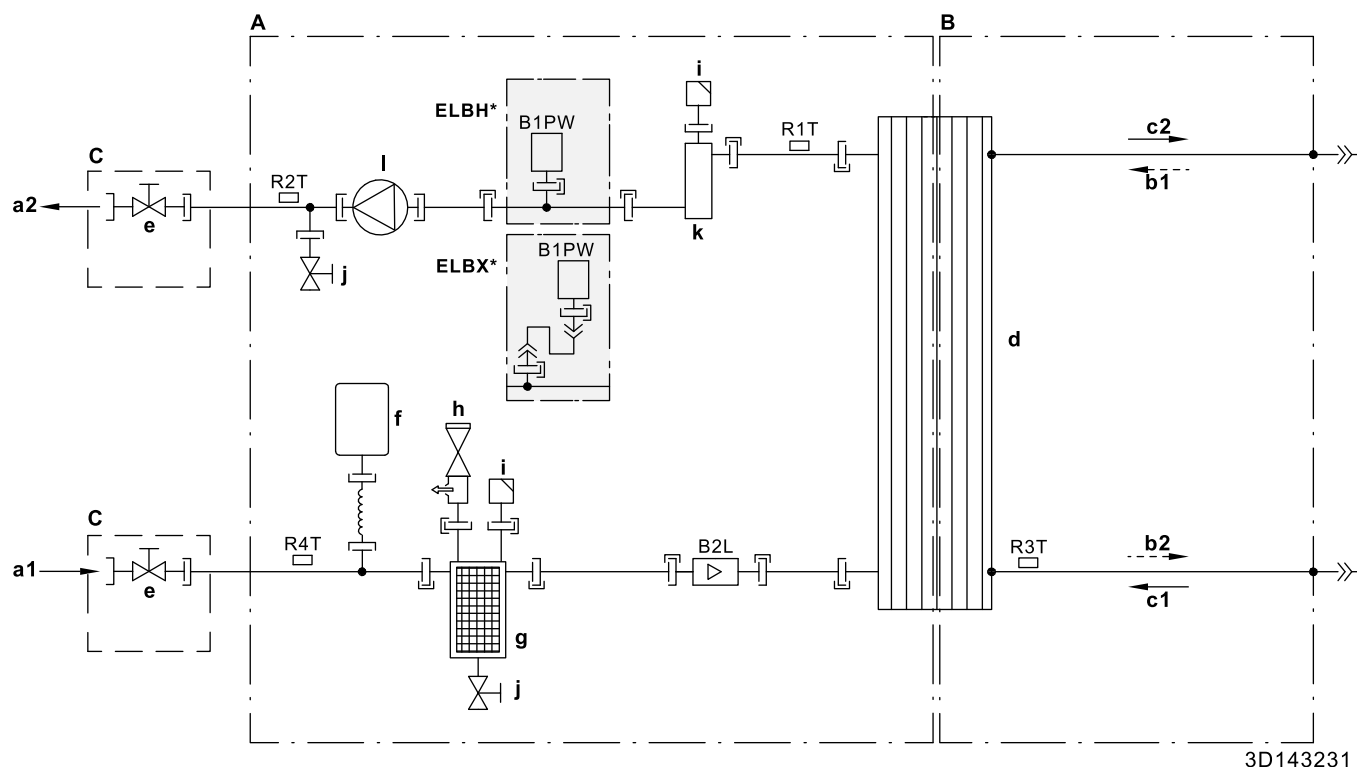 A
B
i
ELBH*
B1PW
R1T
c2
C
l
R2T
b1
a2
e
k
ELBX*
B1PW
j
d
f
h
i
C
R4T
B2L
R3T
b2
a1
e
c1
g
j
3D143231